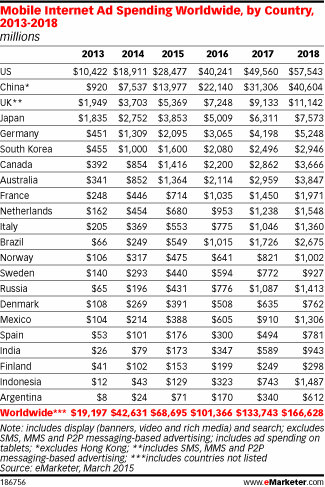 Mobile Internet Ad Spending Worldwide, by Country,
2013-2018
millions
2013 2014 2015 2016 2017 2018
US $10,422 $18,911 $28,477 $40,241 $49,560 $57,543
China* $920 $7,537 $13,977 $22,140 $31,306 $40,604
UK** $1,949 $3,703 $5,369 $7,248 $9,133 $11,142
Japan $1,835 $2,752 $3,853 $5,009 $6,311 $7,573
Germany $451 $1,309 $2,095 $3,065 $4,198 $5,248
South Korea $455 $1,000 $1,600 $2,080 $2,496 $2,946
Canada $392 $854 $1,416 $2,200 $2,862 $3,666
Australia $341 $852 $1,364 $2,114 $2,959 $3,847
France $248 $446 $714 $1,035 $1,450 $1,971
Netherlands $162 $454 $680 $953 $1,238 $1,548
Italy $205 $369 $553 $775 $1,046 $1,360
Brazil $66 $249 $549 $1,015 $1,726 $2,675
Norway $106 $317 $475 $641 $821 $1,002
Sweden $140 $293 $440 $594 $772 $927
Russia $65 $196 $431 $776 $1,087 $1,413
Denmark $108 $269 $391 $508 $635 $762
Mexico $104 $214 $388 $605 $910 $1,306
Spain $53 $101 $176 $300 $494 $781
India $26 $79 $173 $347 $589 $943
Finland $41 $102 $153 $199 $249 $298
Indonesia $12 $43 $129 $323 $743 $1,487
Argentina $8 $24 $71 $170 $340 $612
Worldwide*** $19,197 $42,631 $68,695 $101,366 $133,743 $166,628
Note: includes display (banners, video and rich media) and search; excludes
SMS, MMS and P2P messaging-based advertising; includes ad spending on
tablets; *excludes Hong Kong; **includes SMS, MMS and P2P
messaging-based advertising; ***includes countries not listed
Source: eMarketer, March 2015
186756 www.eMarketer.com